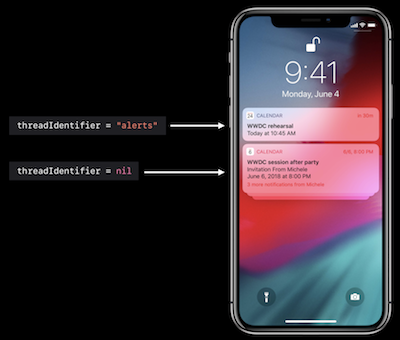 9:41
Monday, June 4
threadIdentifier = "alerts"
14 CALENDAR in 30m
WWDC rehearsal
Today at 10:45 AM
threadIdentifier = nil
CALENDAR 6/6, 8:00 PM
WWDC session after party
Invitation From Michele
June 6, 2018 at 8:00 PM
3 more notifications from Michele